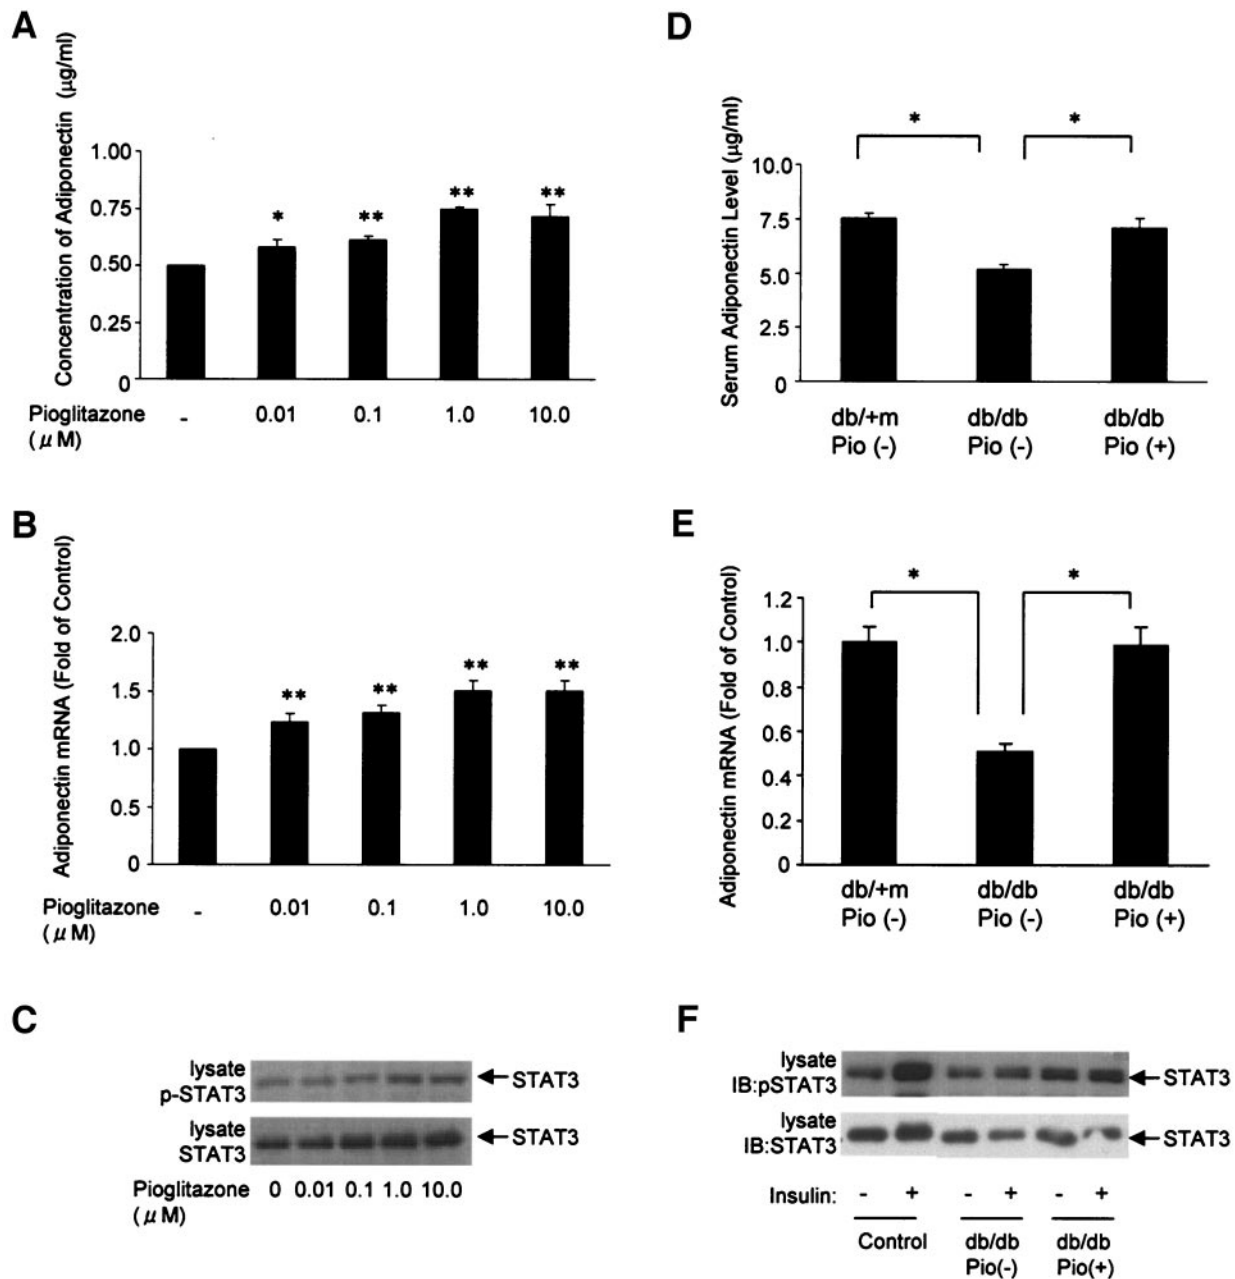 A
Concentration of Adiponectin (μg/ml)
1.00
0.75
0.50
0.25
0
*
**
**
**
Pioglitazone - 0.01 0.1 1.0 10.0
(μM)
B
Adiponectin mRNA (Fold of Control)
2.0
1.5
1.0
0.5
0
**
**
**
**
Pioglitazone - 0.01 0.1 1.0 10.0
(μM)
C
lysate
p-STAT3
STAT3
lysate
STAT3
STAT3
Pioglitazone 0 0.01 0.1 1.0 10.0
(μM)
D
Serum Adiponectin Level (μg/ml)
* *
10.0
7.5
5.0
2.5
0
db/+m db/db db/db
Pio (-) Pio (-) Pio (+)
E
Adiponectin mRNA (Fold of Control)
* *
1.2
1.0
0.8
0.6
0.4
0.2
0
db/+m db/db db/db
Pio (-) Pio (-) Pio (+)
F
lysate
IB:pSTAT3
STAT3
lysate
IB:STAT3
STAT3
Insulin: - + - + - +
Control db/db db/db
Pio(-) Pio(+)